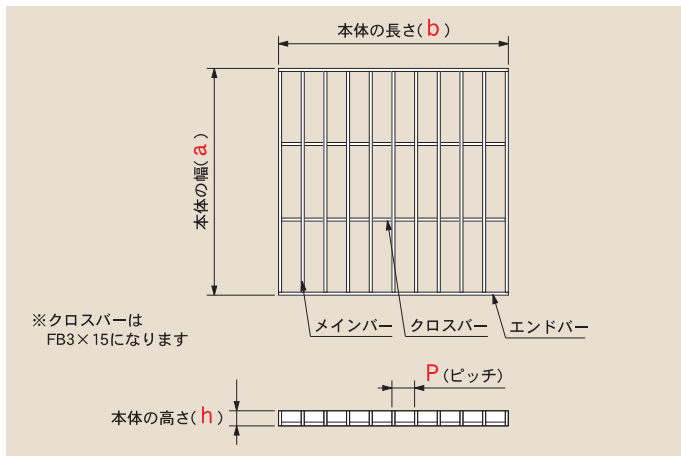 本体の長さ(b)
本体の幅(a)
メインバー
クロスバー
エンドバー
※クロスバーは
FB3×15になります
P(ピッチ)
本体の高さ(h)